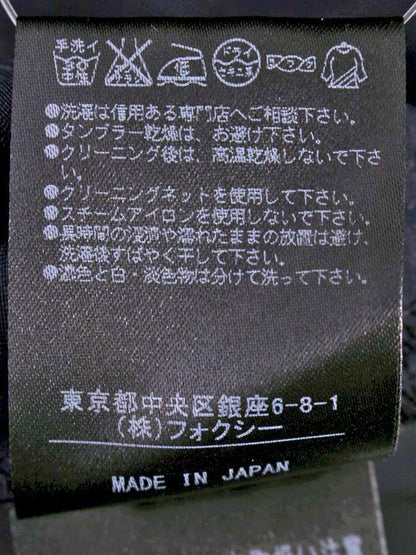 手洗イ
中性
ドライ
セキユ系
●洗濯は信用ある専門店へご相談下さい。
●タンブラー乾燥は、お避け下さい。
●クリーニング後は、高温乾燥しないで下さ
い。
●クリーニングネットを使用して下さい。
●スチームアイロンを使用しないで下さい。
●長時間の浸漬や濡れたままの放置は避け、
洗濯後すばやく干して下さい。
●濃色と白・淡色物は分けて洗って下さい。
東京都中央区銀座6-8-1
(株)フォクシー
MADE IN JAPAN